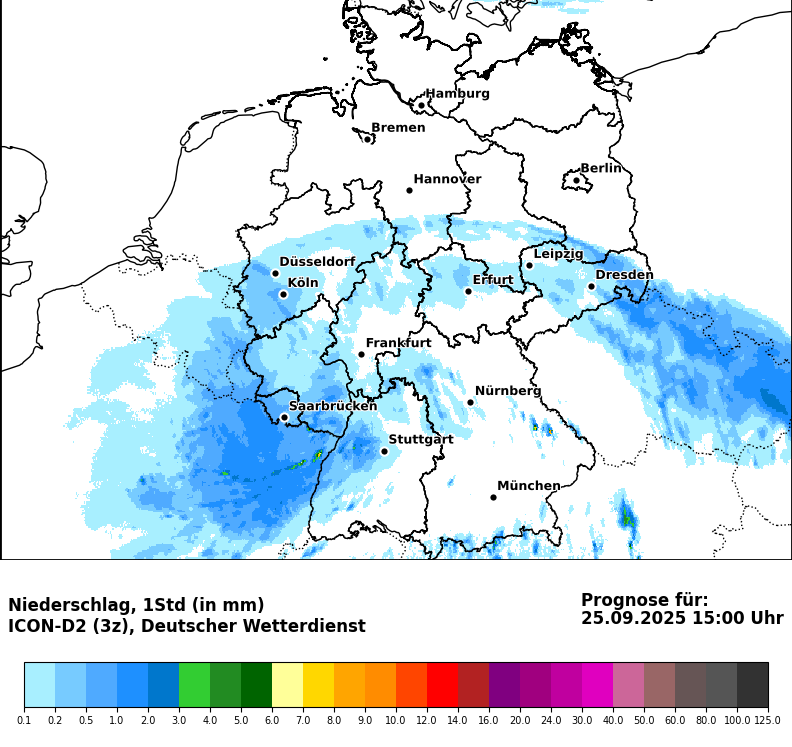 Hamburg
Bremen
Berlin
Hannover
Leipzig
Düsseldorf
Dresden
Köln
Erfurt
Frankfurt
Nürnberg
Saarbrücken
Stuttgart
München
Niederschlag, 1Std (in mm)
ICON-D2 (3z), Deutscher Wetterdienst
Prognose für:
25.09.2025 15:00 Uhr
0.1 0.2 0.5 1.0 2.0 3.0 4.0 5.0 6.0 7.0 8.0 9.0 10.0 12.0 14.0 16.0 20.0 24.0 30.0 40.0 50.0 60.0 80.0 100.0 125.0